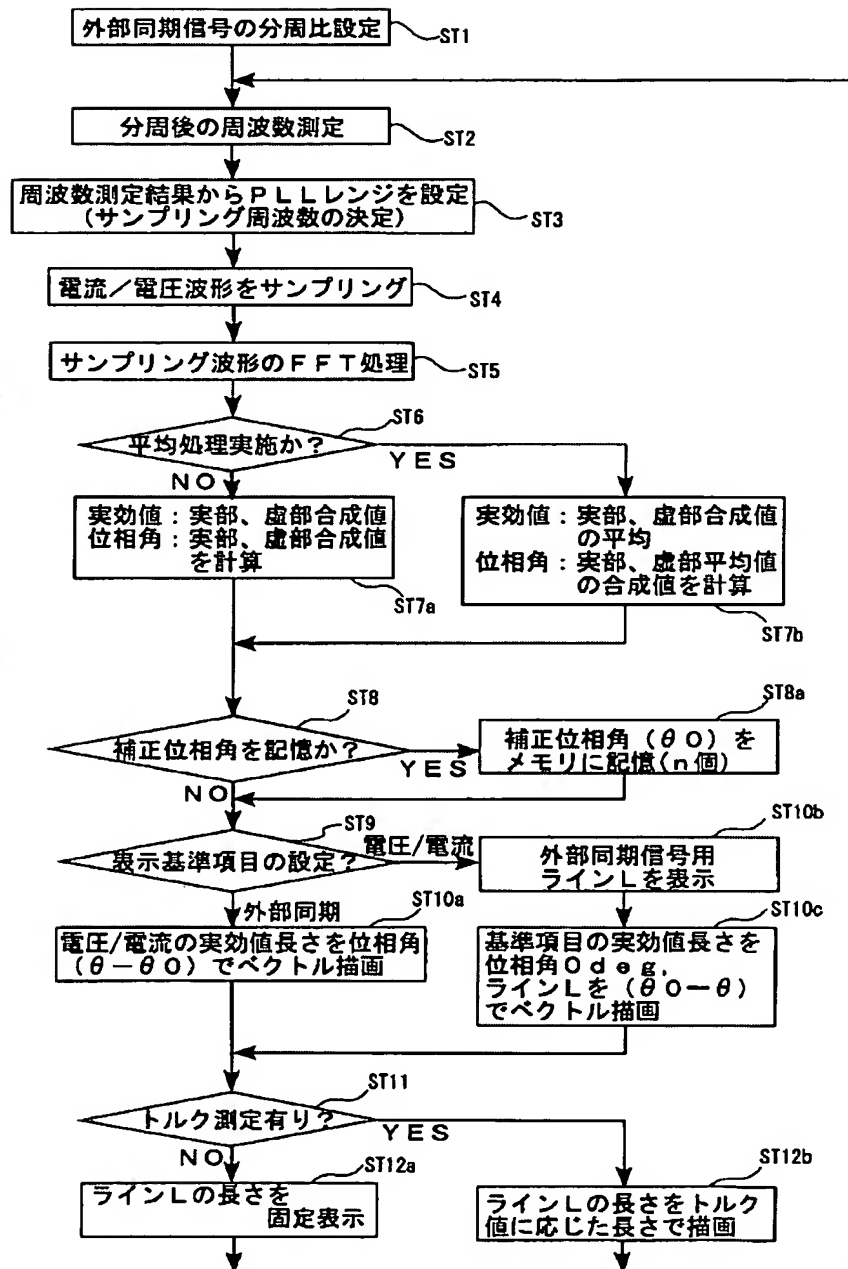 外部同期信号の分周比設定
ST1
分周後の周波数測定
ST2
周波数測定結果からPLLレンジを設定
(サンプリング周波数の決定)
ST3
電流/電圧波形をサンプリング
ST4
サンプリング波形のFFT処理
ST5
ST6
平均処理実施か?
YES
NO
実効値:実部、虚部合成値
位相角:実部、虚部合成値
を計算
ST7a
実効値:実部、虚部合成値
の平均
位相角:実部、虚部平均値
の合成値を計算
ST7b
ST8
補正位相角を記憶か?
YES
NO
ST8a
補正位相角(θ0)を
メモリに記憶(n個)
ST9
表示基準項目の設定?
電圧/電流
外部同期
ST10b
外部同期信号用
ラインLを表示
ST10a
電圧/電流の実効値長さを位相角
(θ-θ0)でベクトル描画
ST10c
基準項目の実効値長さを
位相角0deg,
ラインLを(θ0-θ)
でベクトル描画
ST11
トルク測定有り?
YES
NO
ST12a
ラインLの長さを
固定表示
ST12b
ラインLの長さをトルク
値に応じた長さで描画